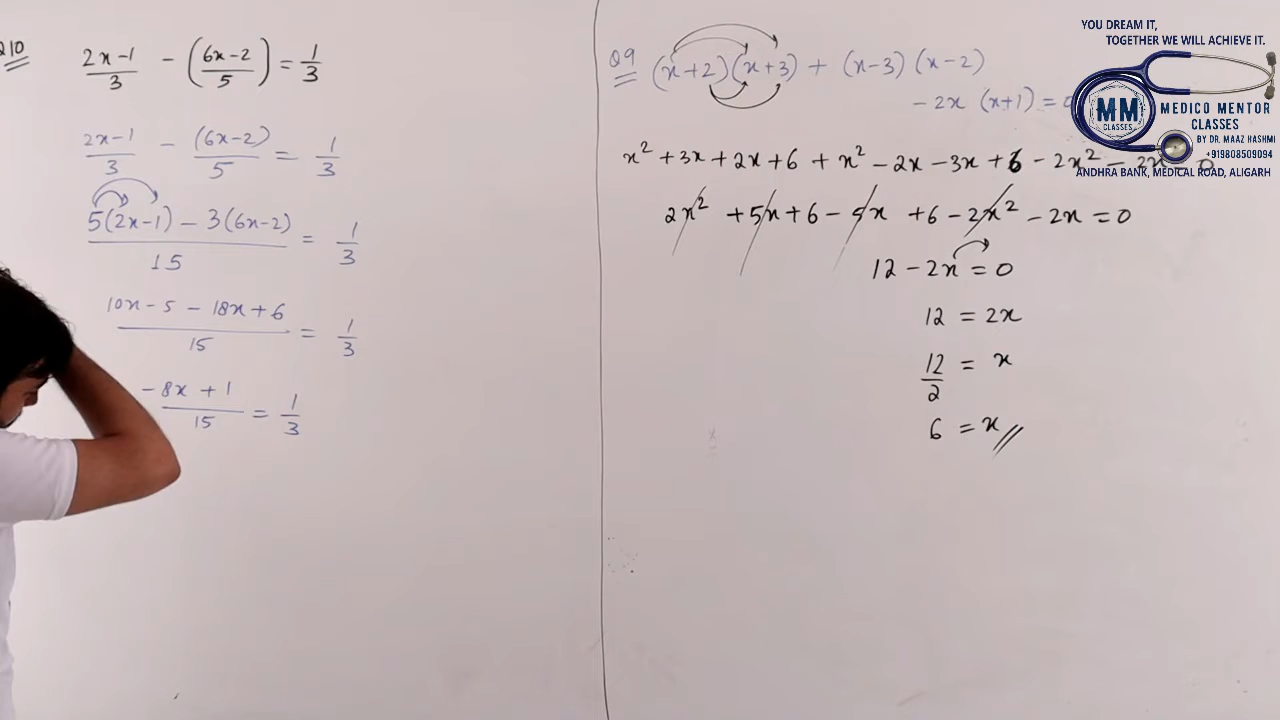 Q10
(2x-1)/3 - ((6x-2)/5) = 1/3
(2x-1)/3 - (6x-2)/5 = 1/3
(5(2x-1) - 3(6x-2))/15 = 1/3
(10x - 5 - 18x + 6)/15 = 1/3
(-8x + 1)/15 = 1/3
Q9 (x+2)(x+3) + (x-3)(x-2)
- 2x (x+1) = 0
x² + 3x + 2x + 6 + x² - 2x - 3x + 6 - 2x² - 2x = 0
2x² + 5x + 6 - 5x + 6 - 2x² - 2x = 0
12 - 2x = 0
12 = 2x
12/2 = x
6 = x
YOU DREAM IT,
TOGETHER WE WILL ACHIEVE IT.
MM
CLASSES
MEDICO MENTOR
CLASSES
BY DR. MAAZ HASHMI
+919808509094
ANDHRA BANK, MEDICAL ROAD, ALIGARH